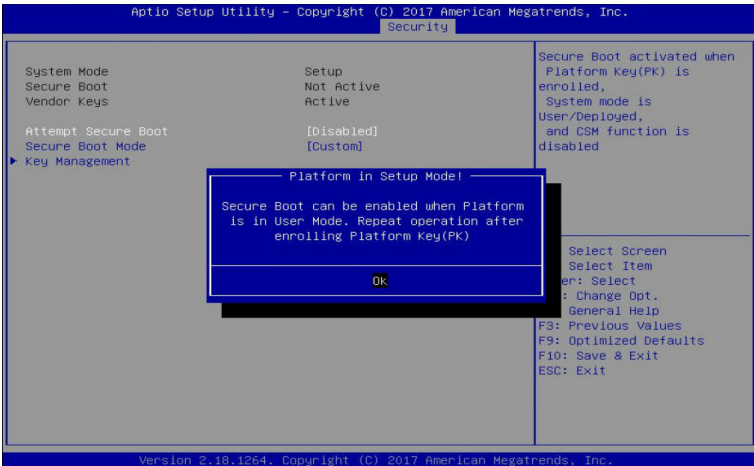 Aptio Setup Utility – Copyright (C) 2017 American Megatrends, Inc.
Security
System Mode Setup
Secure Boot Not Active
Vendor Keys Active
Attempt Secure Boot [Disabled]
Secure Boot Mode [Custom]
Key Management
Platform in Setup Mode!
Secure Boot can be enabled when Platform
is in User Mode. Repeat operation after
enrolling Platform Key(PK)
Ok
Secure Boot activated when
Platform Key(PK) is
enrolled,
System mode is
User/Deployed,
and CSM function is
disabled
Select Screen
Select Item
er: Select
: Change Opt.
General Help
F3: Previous Values
F9: Optimized Defaults
F10: Save & Exit
ESC: Exit
Version 2.18.1264. Copyright (C) 2017 American Megatrends, Inc.